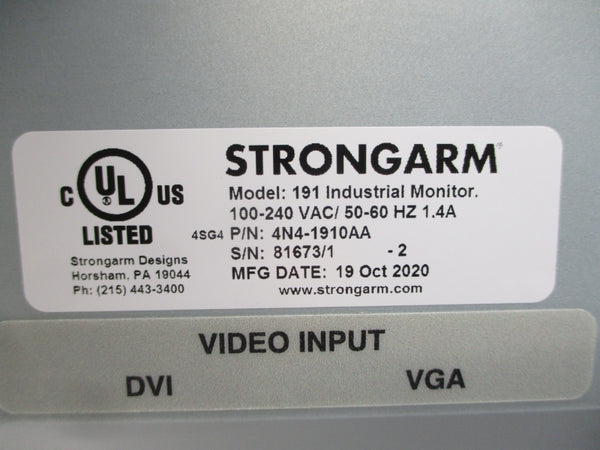 STRONGARM®
C UL® US
LISTED
Model: 191 Industrial Monitor.
100-240 VAC/ 50-60 HZ 1.4A
4SG4 P/N: 4N4-1910AA
S/N: 81673/1 - 2
MFG DATE: 19 Oct 2020
www.strongarm.com
Strongarm Designs
Horsham, PA 19044
Ph: (215) 443-3400
VIDEO INPUT
DVI VGA